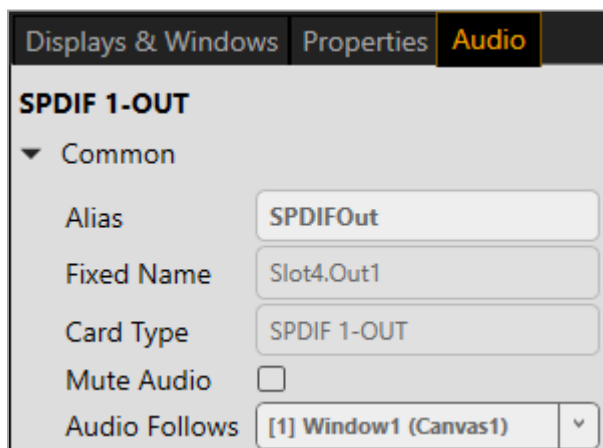 Displays & Windows Properties Audio
SPDIF 1-OUT
Common
Alias SPDIFOut
Fixed Name Slot4.Out1
Card Type SPDIF 1-OUT
Mute Audio
Audio Follows [1] Window1 (Canvas1)